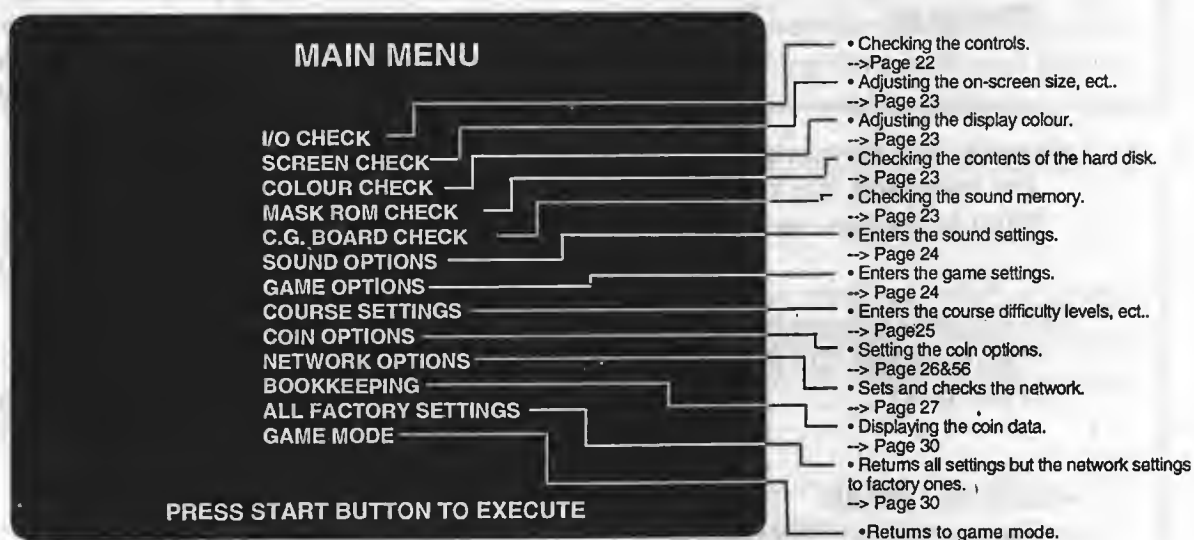 MAIN MENU
I/O CHECK
SCREEN CHECK
COLOUR CHECK
MASK ROM CHECK
C.G. BOARD CHECK
SOUND OPTIONS
GAME OPTIONS
COURSE SETTINGS
COIN OPTIONS
NETWORK OPTIONS
BOOKKEEPING
ALL FACTORY SETTINGS
GAME MODE
PRESS START BUTTON TO EXECUTE
• Checking the controls.
-->Page 22
• Adjusting the on-screen size, ect..
--> Page 23
• Adjusting the display colour.
--> Page 23
• Checking the contents of the hard disk.
--> Page 23
• Checking the sound memory.
--> Page 23
• Enters the sound settings.
--> Page 24
• Enters the game settings.
--> Page 24
• Enters the course difficulty levels, ect..
--> Page25
• Setting the coin options.
--> Page 26&56
• Sets and checks the network.
--> Page 27
• Displaying the coin data.
--> Page 30
• Returns all settings but the network settings
to factory ones.
--> Page 30
•Returns to game mode.